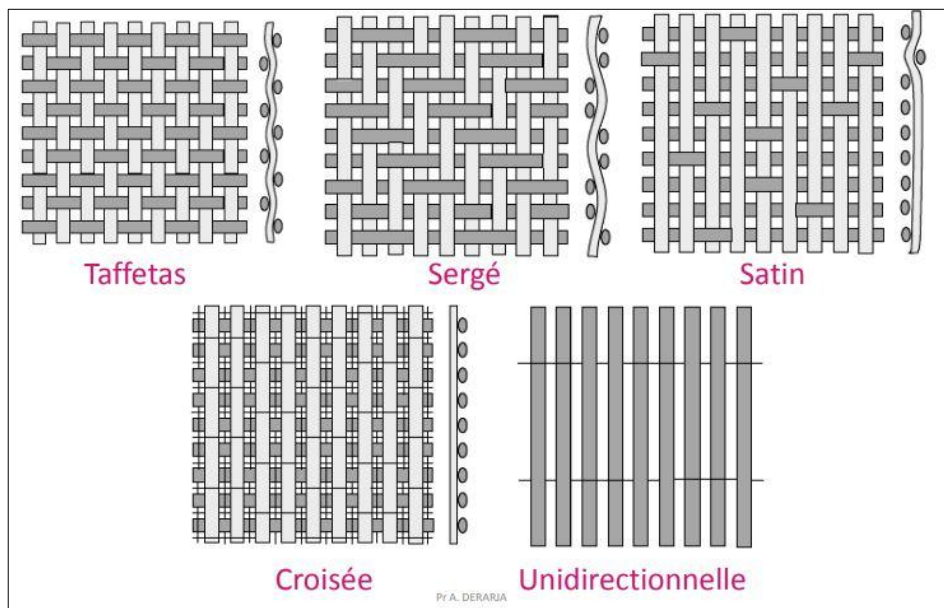 Taffetas
Sergé
Satin
Croisée
Unidirectionnelle
Pr A. DERARJA